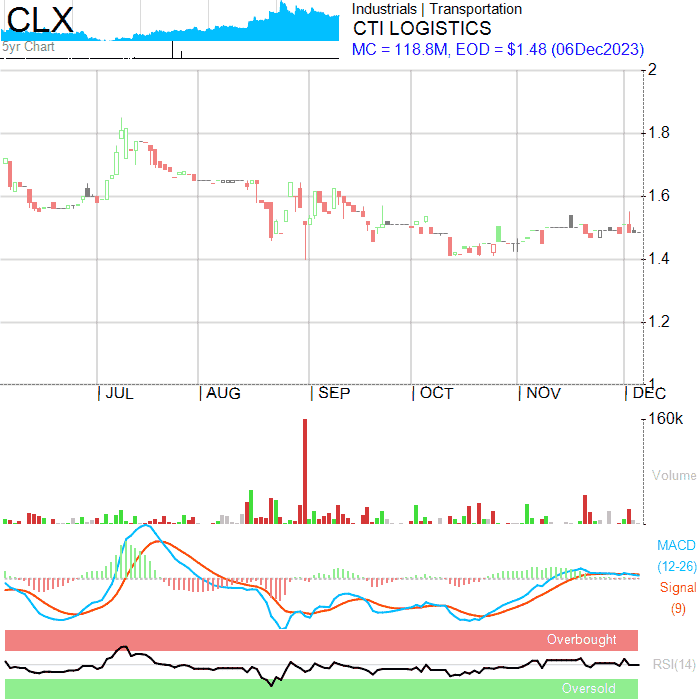 CLX
5yr Chart
Industrials | Transportation
CTI LOGISTICS
MC = 118.8M, EOD = $1.48 (06Dec2023)
2
1.8
1.6
1.4
1.2
1
JUL
AUG
SEP
OCT
NOV
DEC
160k
Volume
MACD
(12-26)
Signal
(9)
Overbought
RSI(14)
Oversold